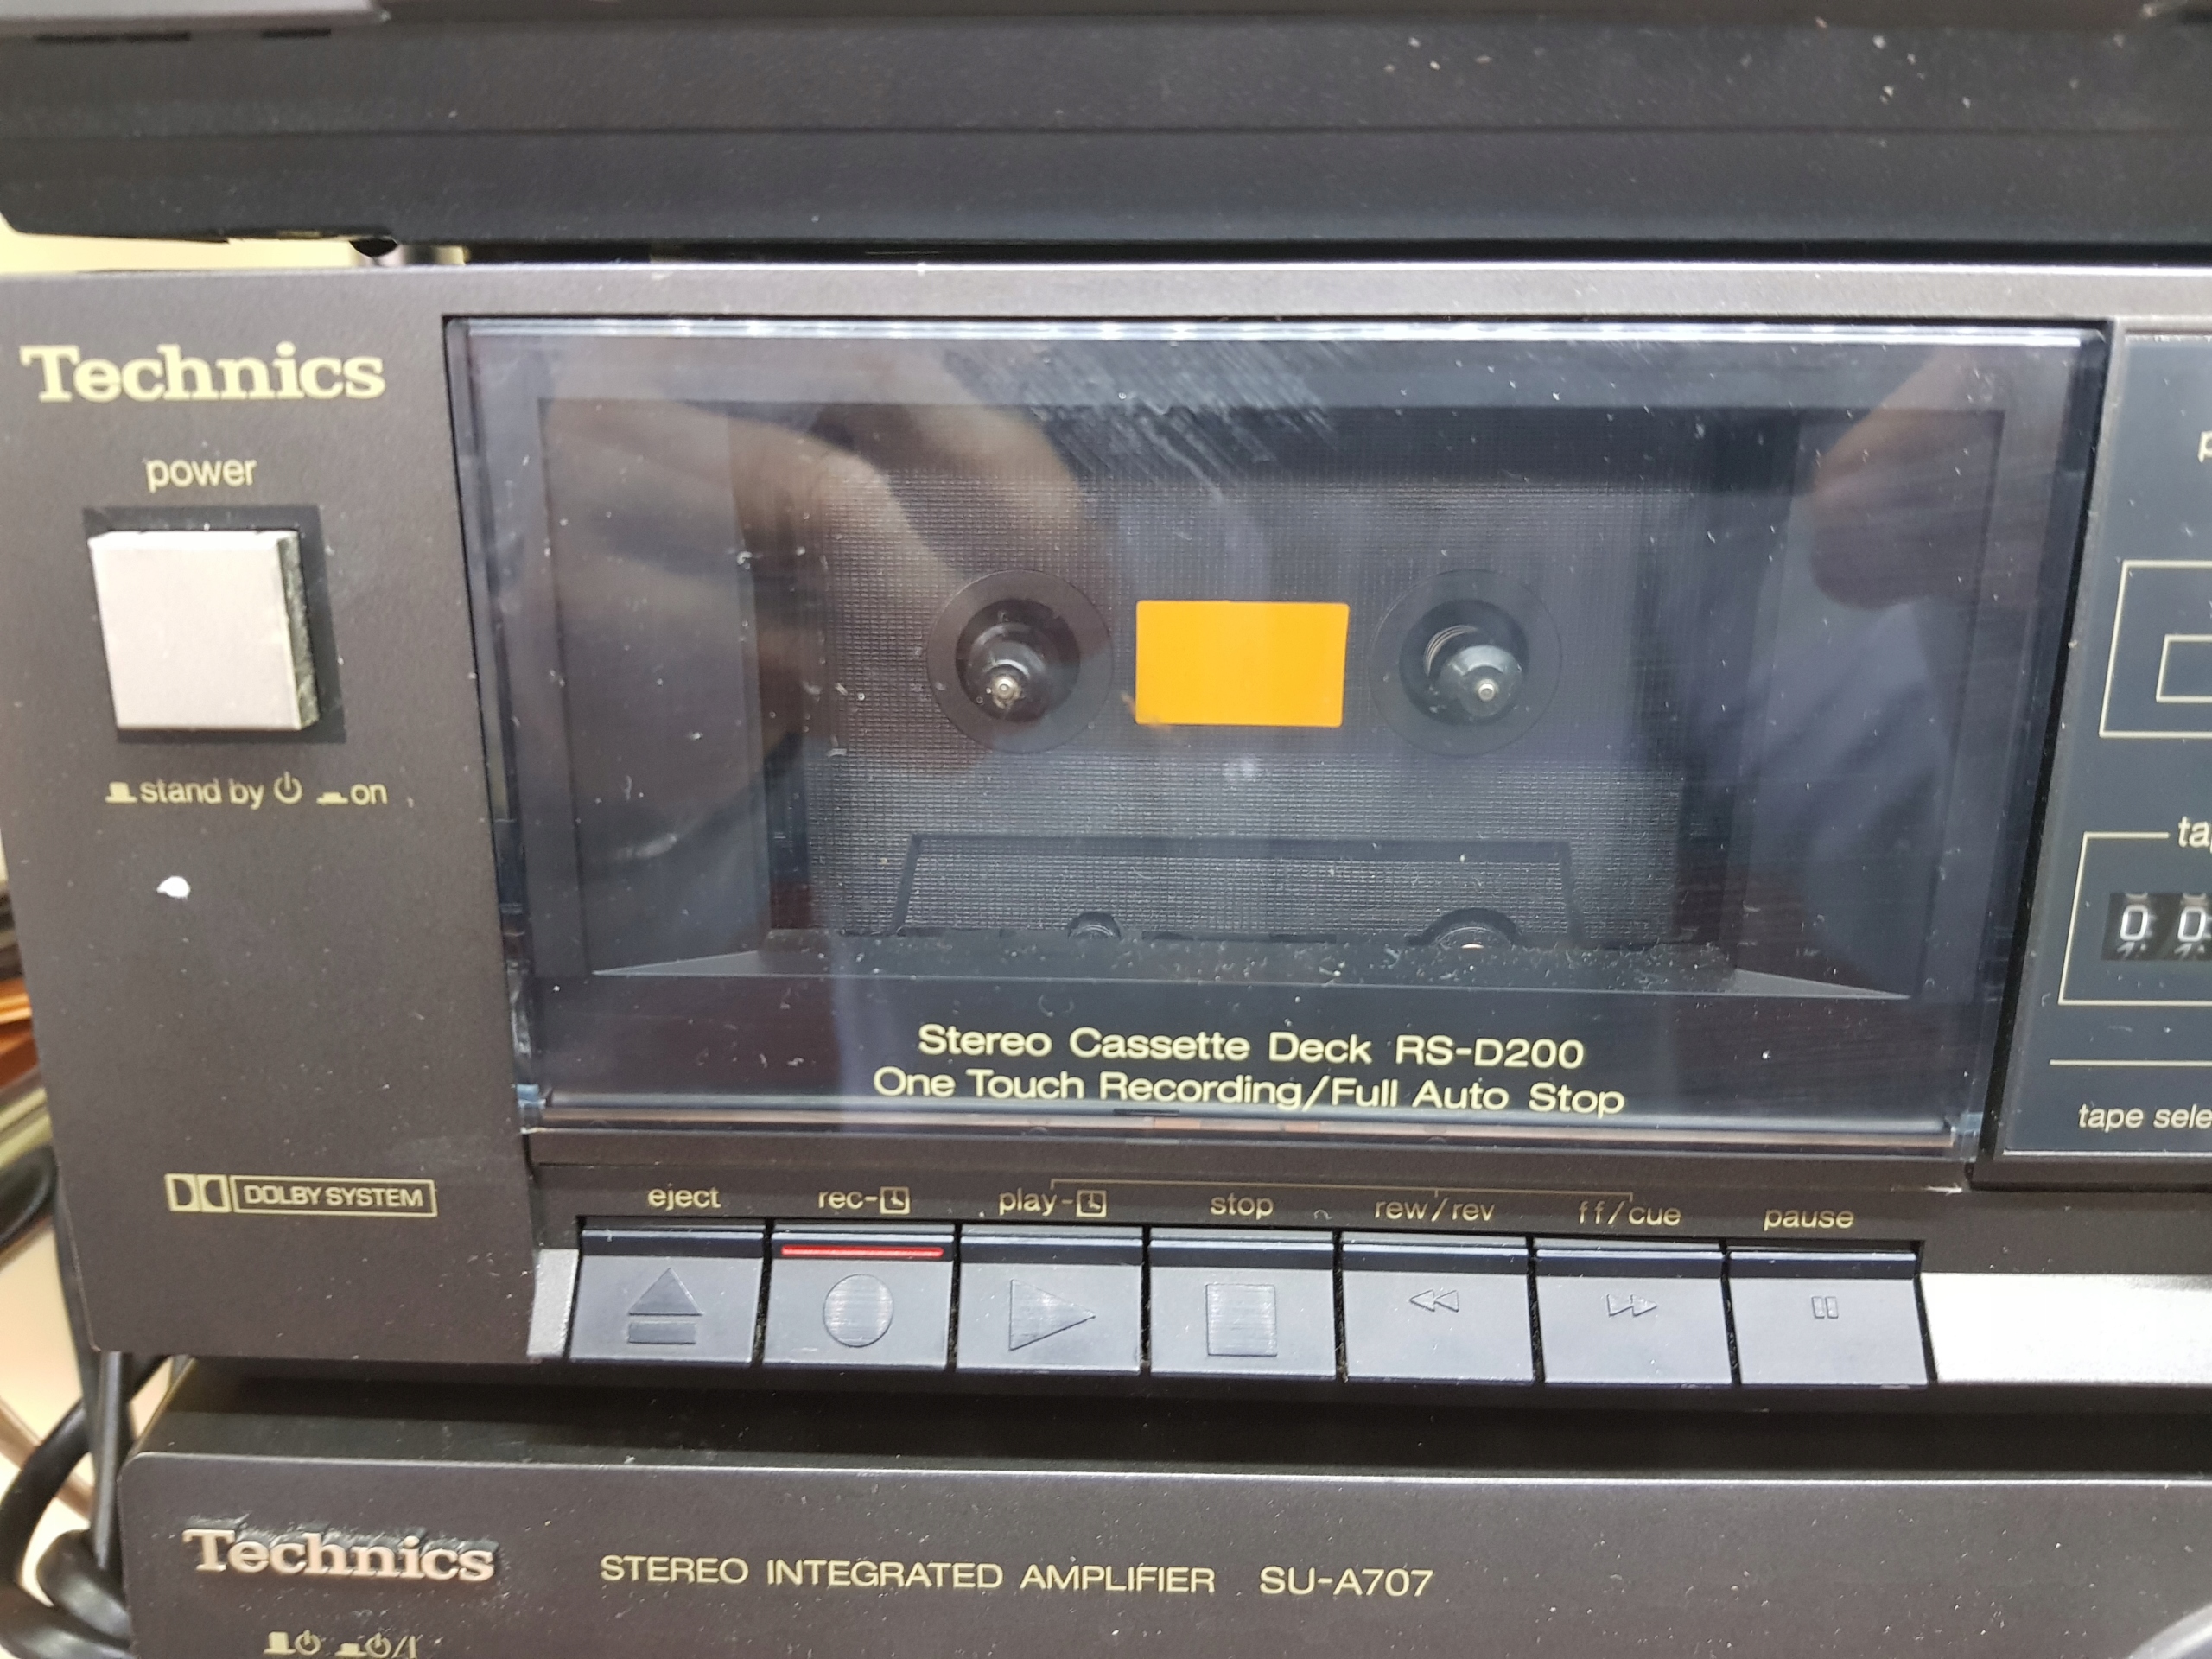 Technics
power
stand by on
Stereo Cassette Deck RS-D200
One Touch Recording/Full Auto Stop
00
tape
DOLBY SYSTEM
eject rec- play- stop rew/rev ff/cue pause
Technics
STEREO INTEGRATED AMPLIFIER SU-A707